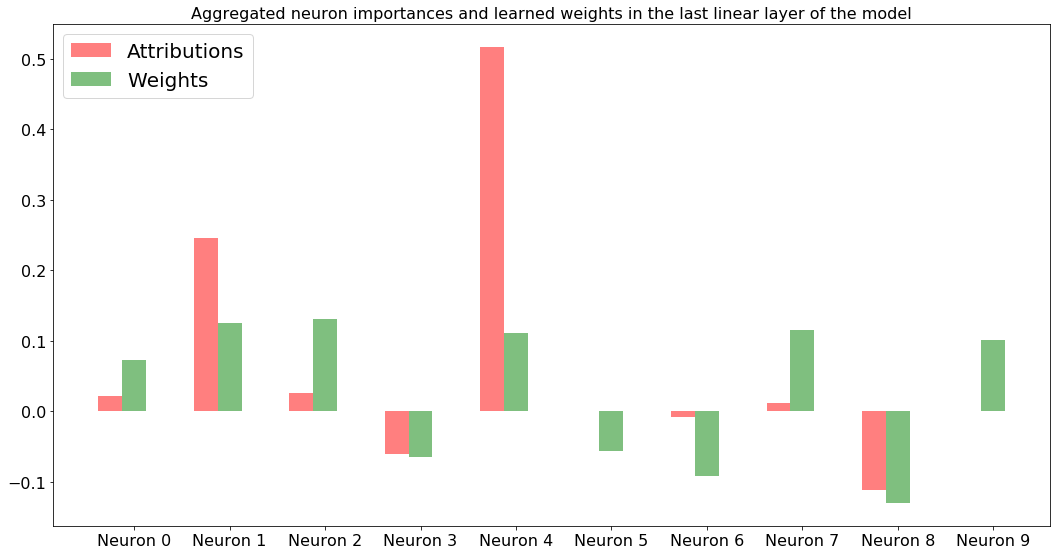 Aggregated neuron importances and learned weights in the last linear layer of the model
Attributions
Weights
0.5
0.4
0.3
0.2
0.1
0.0
−0.1
Neuron 0 Neuron 1 Neuron 2 Neuron 3 Neuron 4 Neuron 5 Neuron 6 Neuron 7 Neuron 8 Neuron 9